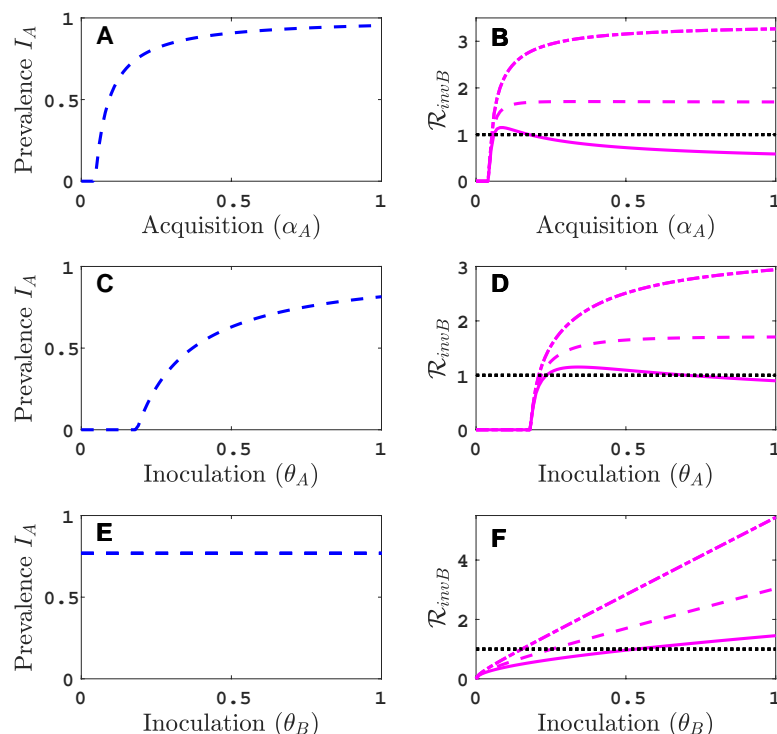 A
Prevalence I_A
1
0.5
0
0 0.5 1
Acquisition (α_A)
B
ℛ_invB
3
2
1
0
0 0.5 1
Acquisition (α_A)
C
Prevalence I_A
1
0.5
0
0 0.5 1
Inoculation (θ_A)
D
ℛ_invB
3
2
1
0
0 0.5 1
Inoculation (θ_A)
E
Prevalence I_A
1
0.5
0
0 0.5 1
Inoculation (θ_B)
F
ℛ_invB
4
2
0
0 0.5 1
Inoculation (θ_B)